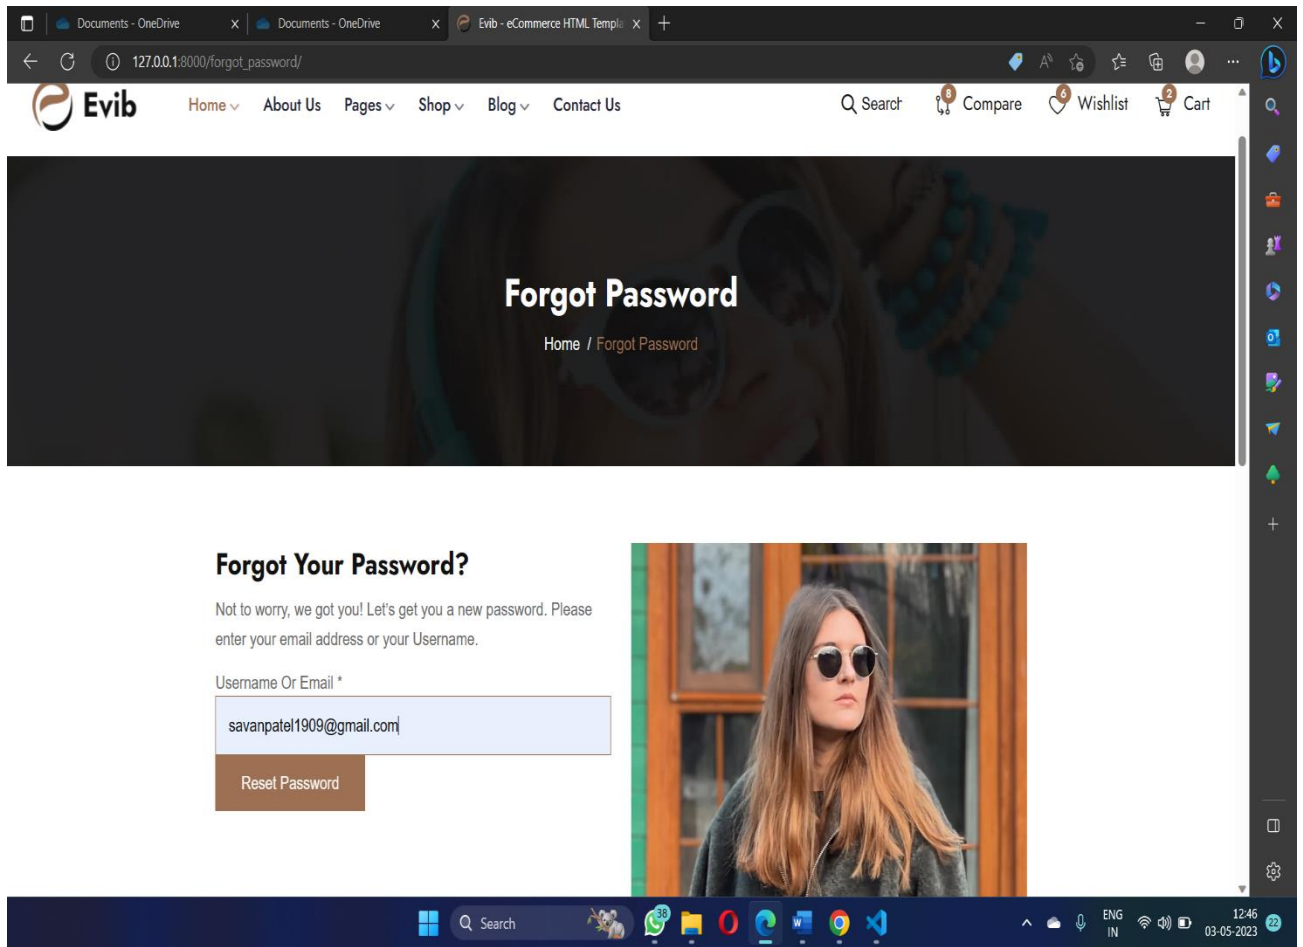 Documents - OneDrive
Documents - OneDrive
Evib - eCommerce HTML Templa
127.0.0.1:8000/forgot_password/
Evib
Home
About Us
Pages
Shop
Blog
Contact Us
Search
8
Compare
6
Wishlist
2
Cart
Forgot Password
Home / Forgot Password
Forgot Your Password?
Not to worry, we got you! Let's get you a new password. Please
enter your email address or your Username.
Username Or Email *
savanpatel1909@gmail.com
Reset Password
Search
38
ENG
IN
12:46
03-05-2023
22